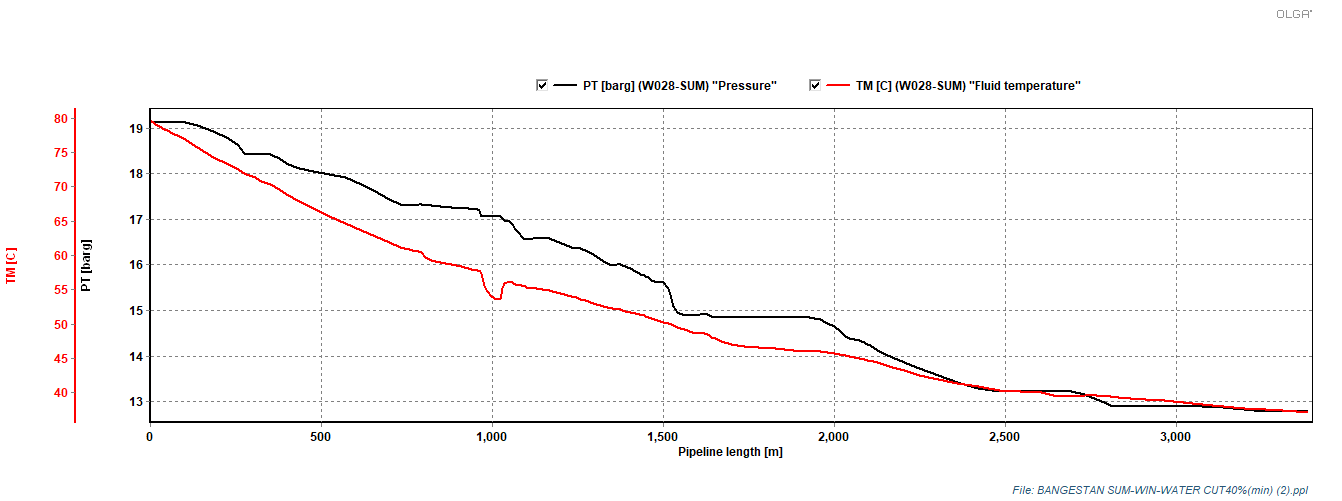 OLGA
PT [barg] (W028-SUM) "Pressure" TM [C] (W028-SUM) "Fluid temperature"
TM [C]
80
75
70
65
60
55
50
45
40
PT [barg]
19
18
17
16
15
14
13
0 500 1,000 1,500 2,000 2,500 3,000
Pipeline length [m]
File: BANGESTAN SUM-WIN-WATER CUT40%(min) (2).ppl